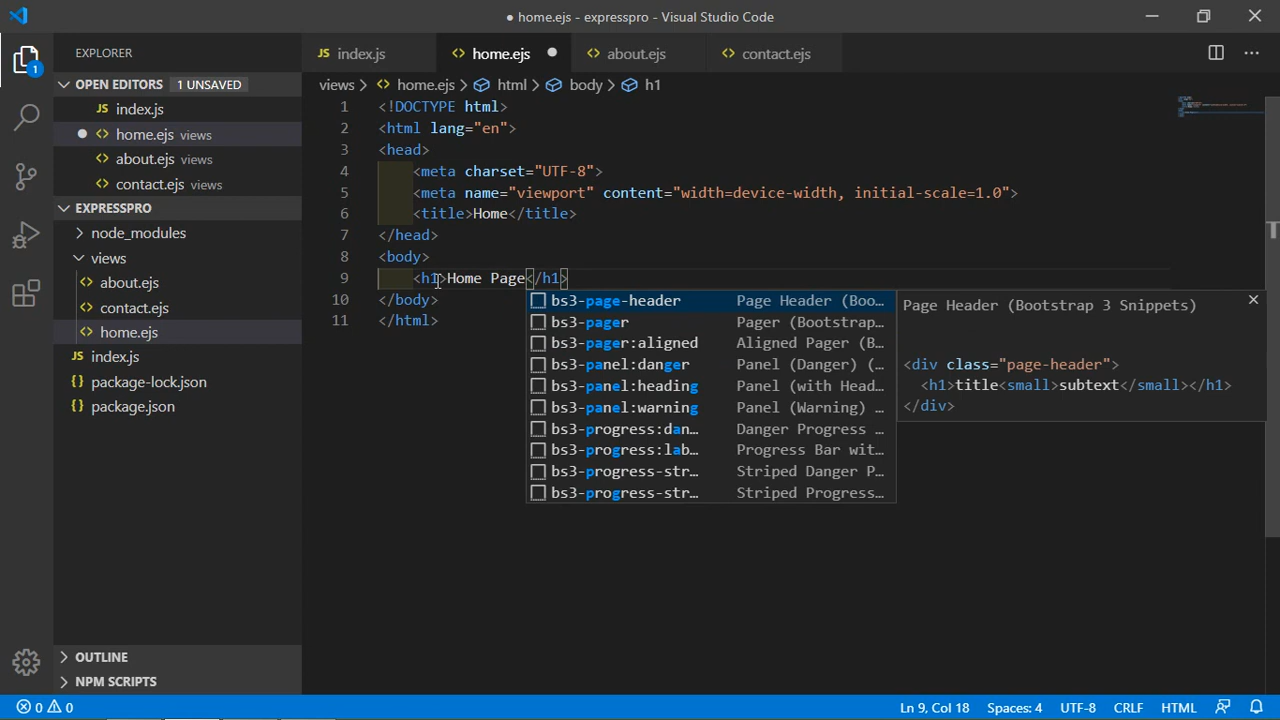 ● home.ejs - expresspro - Visual Studio Code
EXPLORER
OPEN EDITORS 1 UNSAVED
JS index.js
<> home.ejs views
<> about.ejs views
<> contact.ejs views
EXPRESSPRO
node_modules
views
<> about.ejs
<> contact.ejs
<> home.ejs
JS index.js
{} package-lock.json
{} package.json
OUTLINE
NPM SCRIPTS
1
JS index.js
<> home.ejs ●
<> about.ejs
<> contact.ejs
views > <> home.ejs > html > body > h1
1 <!DOCTYPE html>
2 <html lang="en">
3 <head>
4 <meta charset="UTF-8">
5 <meta name="viewport" content="width=device-width, initial-scale=1.0">
6 <title>Home</title>
7 </head>
8 <body>
9 <h1>Home Page</h1>
10 </body>
11 </html>
bs3-page-header Page Header (Boo…
bs3-pager Pager (Bootstrap…
bs3-pager:aligned Aligned Pager (B…
bs3-panel:danger Panel (Danger) (…
bs3-panel:heading Panel (with Head…
bs3-panel:warning Panel (Warning) …
bs3-progress:dan… Danger Progress …
bs3-progress:lab… Progress Bar wit…
bs3-progress-str… Striped Danger P…
bs3-progress-str… Striped Progress…
Page Header (Bootstrap 3 Snippets)
<div class="page-header">
<h1>title<small>subtext</small></h1>
</div>
0 0
Ln 9, Col 18
Spaces: 4
UTF-8
CRLF
HTML